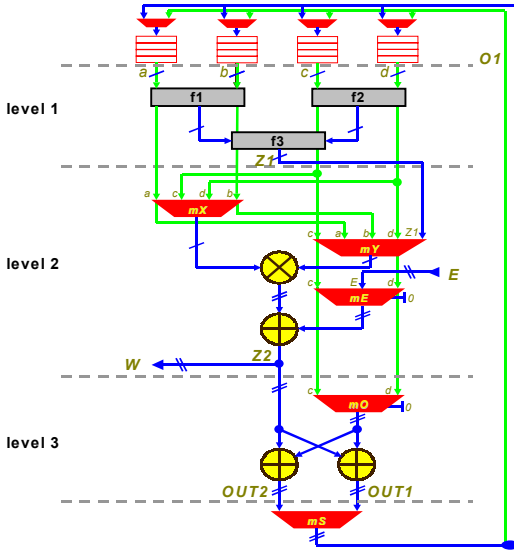 O1
a b c d
level 1
f1 f2
f3
Z1
a c d b
mX
c a b d Z1
mY
level 2
E
c E d
mE 0
Z2
W
c d
mO 0
level 3
OUT2 OUT1
mS